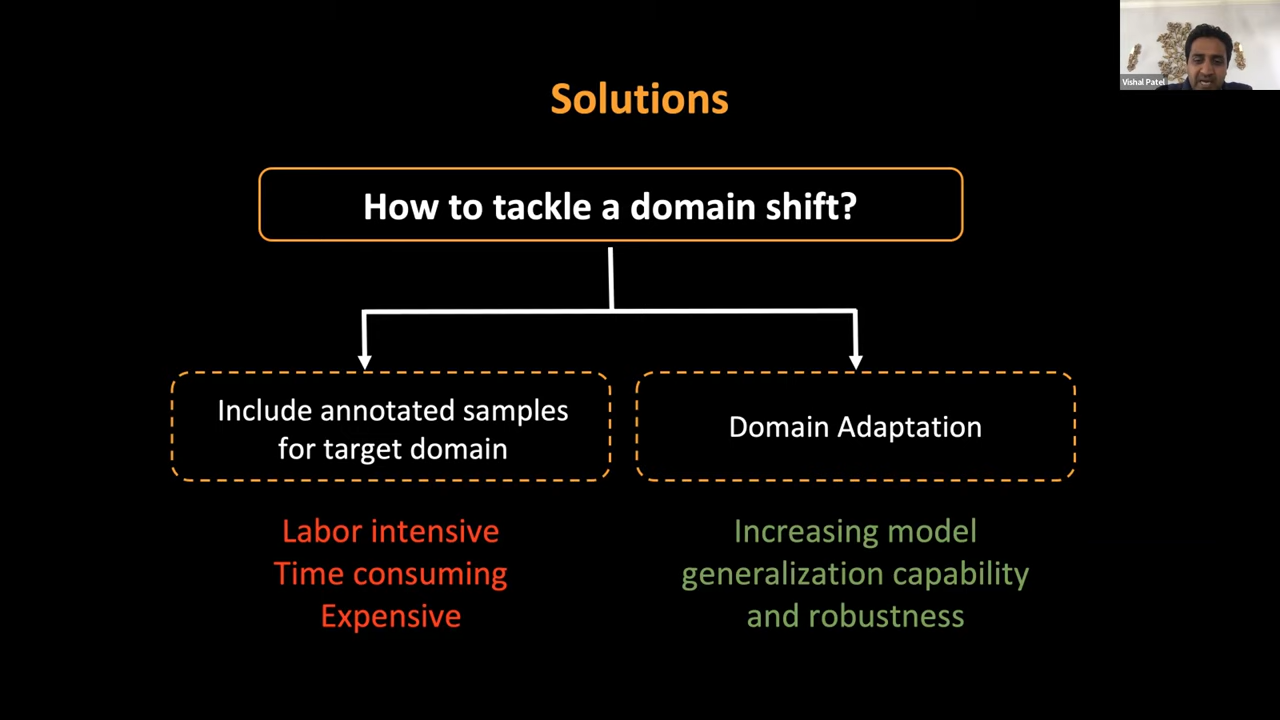 Vishal Patel
Solutions
How to tackle a domain shift?
Include annotated samples
for target domain
Domain Adaptation
Labor intensive
Time consuming
Expensive
Increasing model
generalization capability
and robustness